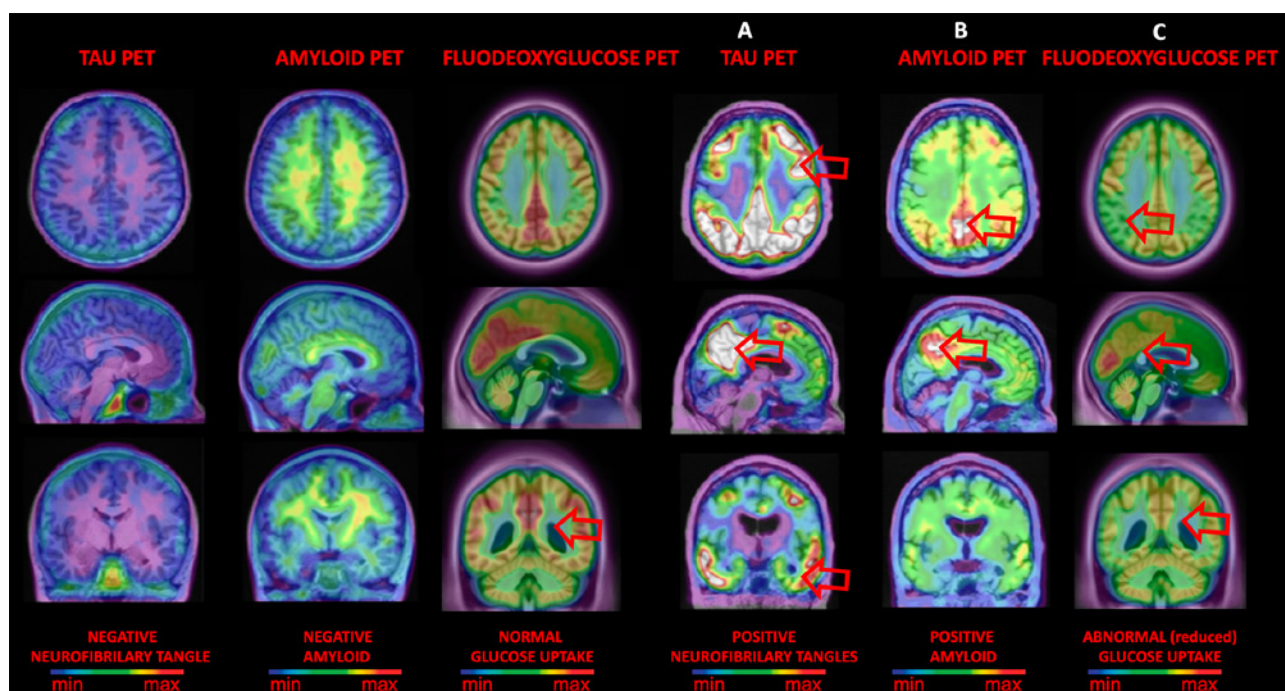 A B C
TAU PET AMYLOID PET FLUODEOXYGLUCOSE PET TAU PET AMYLOID PET FLUODEOXYGLUCOSE PET
NEGATIVE NEGATIVE NORMAL POSITIVE POSITIVE ABNORMAL (reduced)
NEUROFIBRILARY TANGLE AMYLOID GLUCOSE UPTAKE NEUROFIBRILARY TANGLES AMYLOID GLUCOSE UPTAKE
min max min max min max min max min max min max